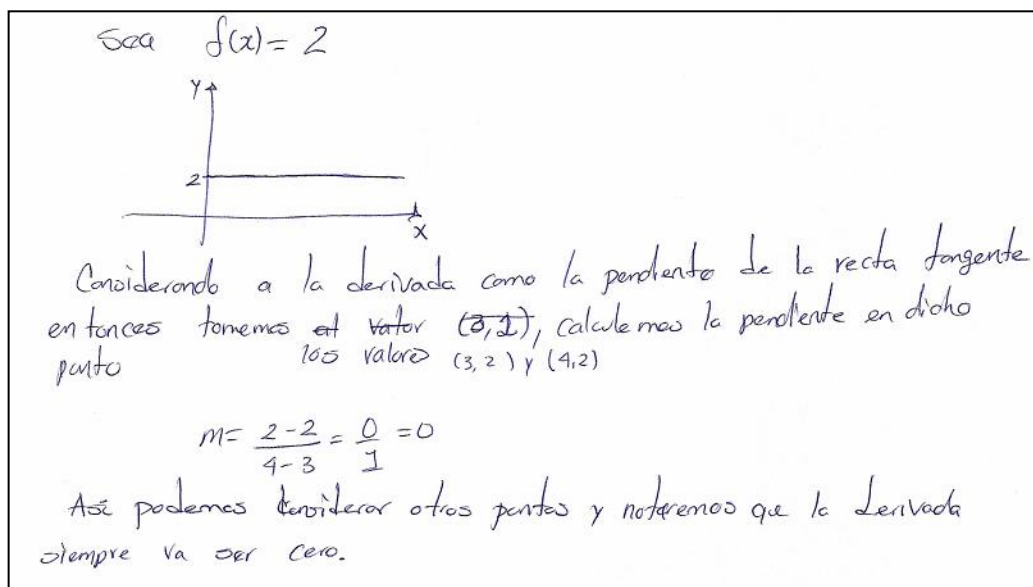 Sea f(x) = 2
Y
2
X
Considerando a la derivada como la pendiente de la recta tangente
entonces tomemos el valor (3,2), calculemos la pendiente en dicho
punto los valores (3,2) y (4,2)
m = 2-2 / 4-3 = 0 / 1 = 0
Así podemos considerar otros puntos y notaremos que la derivada
siempre va ser cero.